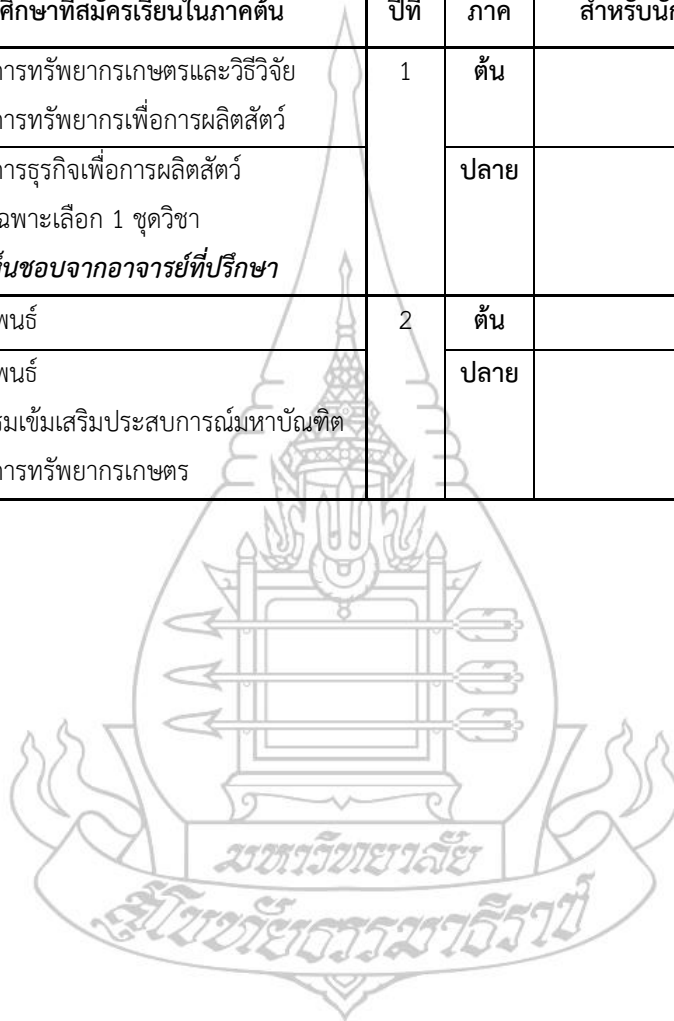 ศึกษาที่สมัครเรียนในภาคต้น ปีที่ ภาค สำหรับนัก
การทรัพยากรเกษตรและวิธีวิจัย 1 ต้น
การทรัพยากรเพื่อการผลิตสัตว์
การธุรกิจเพื่อการผลิตสัตว์ ปลาย
ฉพาะเลือก 1 ชุดวิชา
ห็นชอบจากอาจารย์ที่ปรึกษา
พนธ์ 2 ต้น
พนธ์ ปลาย
รมเข้มเสริมประสบการณ์มหาบัณฑิต
การทรัพยากรเกษตร
มหาวิทยาลัย
สุโขทัยธรรมาธิราช